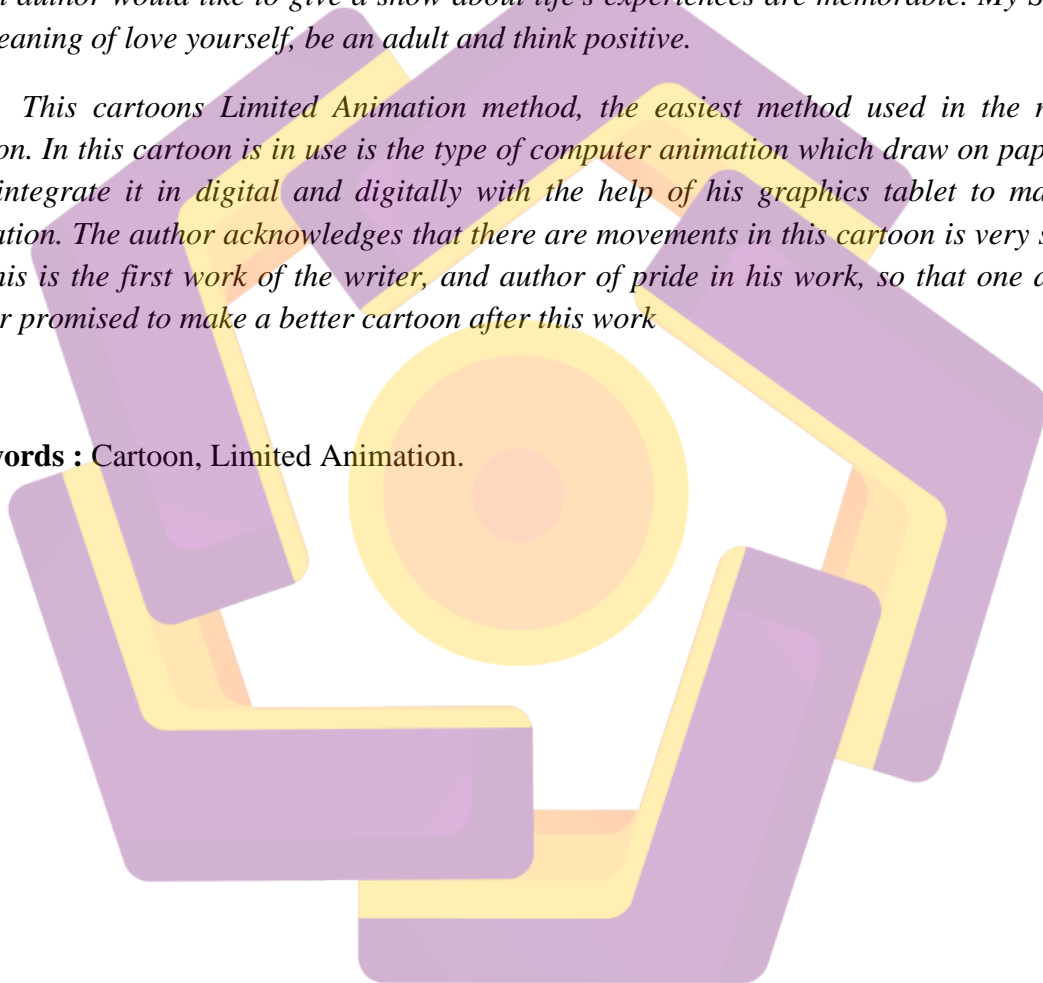 author would like to give a show about life's experiences are memorable. My S
eaning of love yourself, be an adult and think positive.
This cartoons Limited Animation method, the easiest method used in the
on. In this cartoon is in use is the type of computer animation which draw on pap
integrate it in digital and digitally with the help of his graphics tablet to ma
ation. The author acknowledges that there are movements in this cartoon is very s
his is the first work of the writer, and author of pride in his work, so that one
r promised to make a better cartoon after this work
words : Cartoon, Limited Animation.